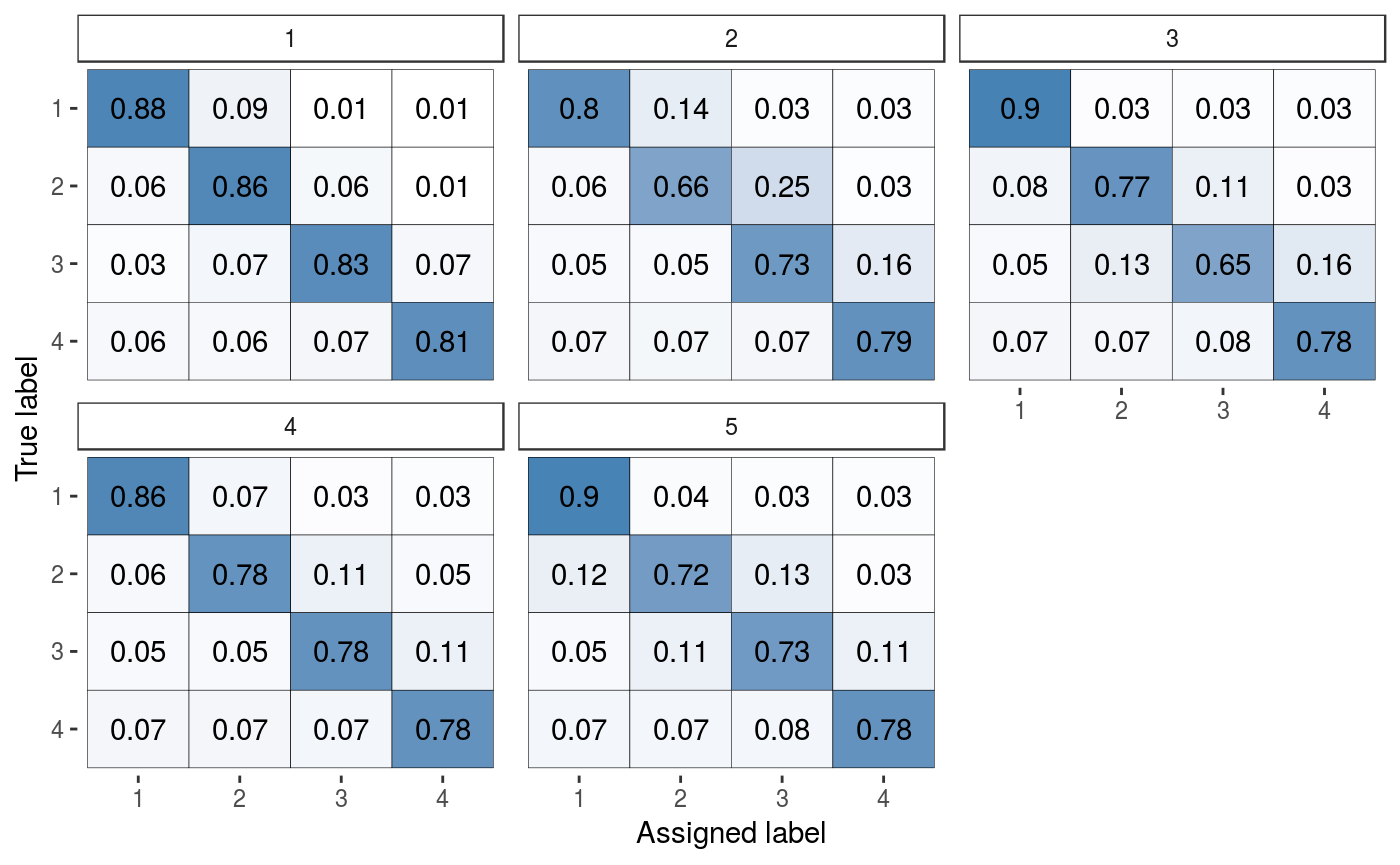 1 2 3
1 0.88 0.09 0.01 0.01 0.8 0.14 0.03 0.03 0.9 0.03 0.03 0.03
2 0.06 0.86 0.06 0.01 0.06 0.66 0.25 0.03 0.08 0.77 0.11 0.03
3 0.03 0.07 0.83 0.07 0.05 0.05 0.73 0.16 0.05 0.13 0.65 0.16
4 0.06 0.06 0.07 0.81 0.07 0.07 0.07 0.79 0.07 0.07 0.08 0.78
1 2 3 4
True label
4 5
1 0.86 0.07 0.03 0.03 0.9 0.04 0.03 0.03
2 0.06 0.78 0.11 0.05 0.12 0.72 0.13 0.03
3 0.05 0.05 0.78 0.11 0.05 0.11 0.73 0.11
4 0.07 0.07 0.07 0.78 0.07 0.07 0.08 0.78
1 2 3 4 1 2 3 4
Assigned label